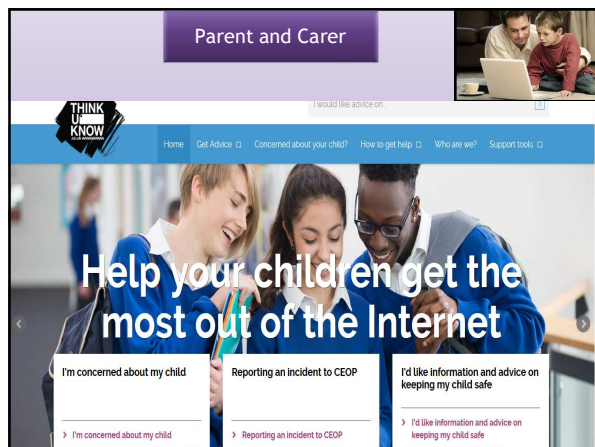 Parent and Carer
THINK
U
KNOW
I would like advice on..
Home Get Advice Concerned about your child? How to get help Who are we? Support tools
Help your children get the
most out of the Internet
I'm concerned about my child
Reporting an incident to CEOP
I'd like information and advice on
keeping my child safe
> I'm concerned about my child
> Reporting an incident to CEOP
> I'd like information and advice on
keeping my child safe